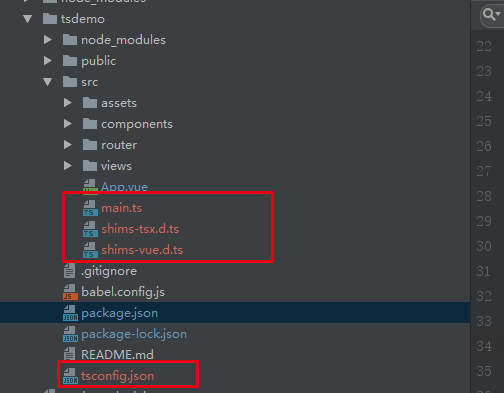 node_modules
tsdemo
node_modules
public
src
assets
components
router
views
App.vue
main.ts
shims-tsx.d.ts
shims-vue.d.ts
.gitignore
babel.config.js
package.json
package-lock.json
README.md
tsconfig.json
22
23
24
25
26
27
28
29
30
31
32
33
34
35